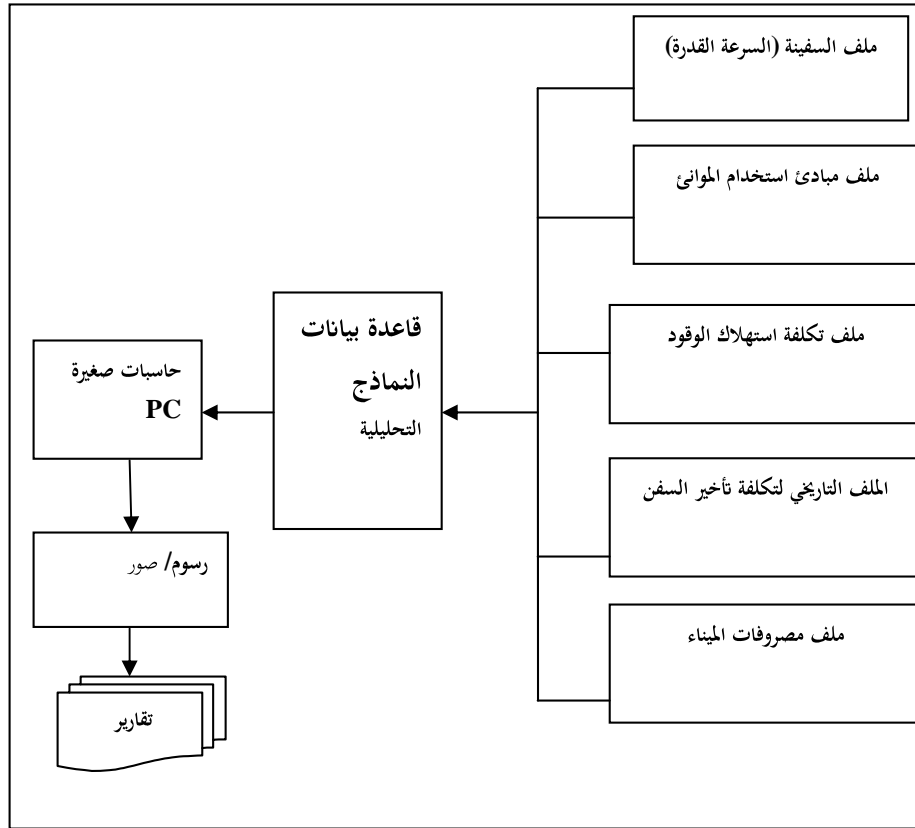 ملف السفينة (السرعة القدرة)
ملف مبادئ استخدام الموانئ
ملف تكلفة استهلاك الوقود
الملف التاريخي لتكلفة تأخير السفن
ملف مصروفات الميناء
قاعدة بيانات
النماذج
التحليلية
حاسبات صغيرة
PC
رسوم/ صور
تقارير